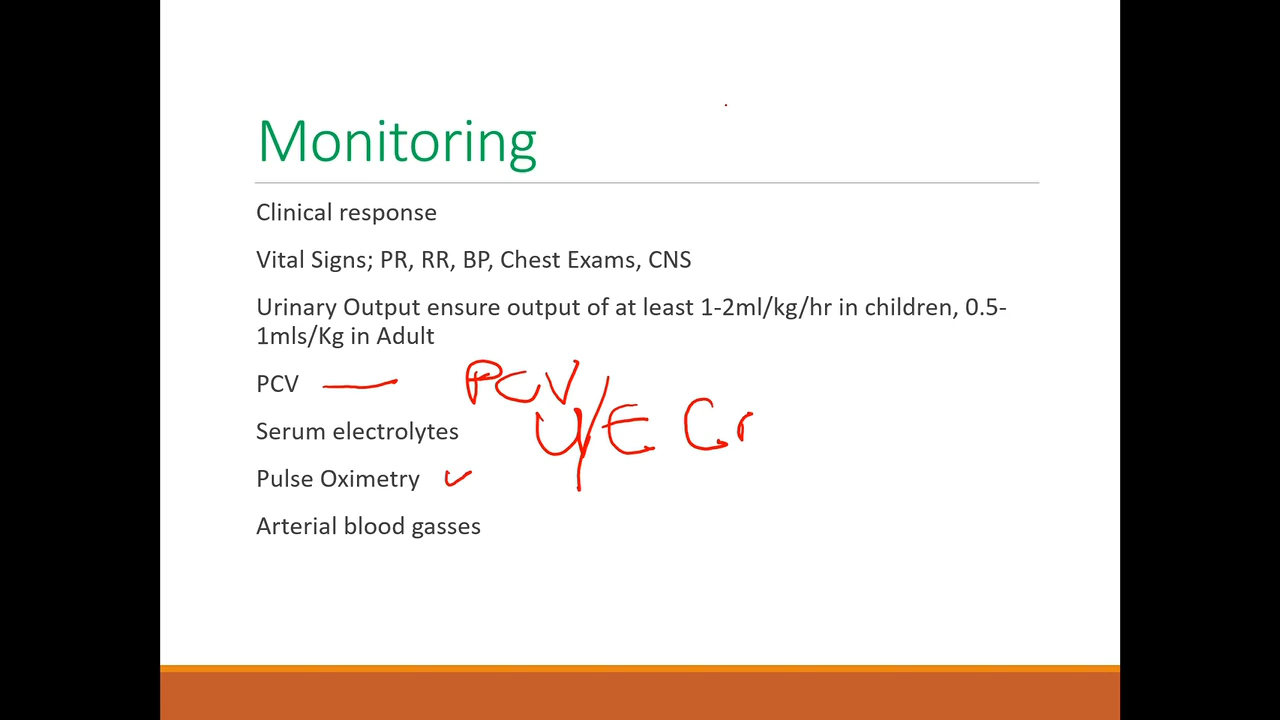 Monitoring
Clinical response
Vital Signs; PR, RR, BP, Chest Exams, CNS
Urinary Output ensure output of at least 1-2ml/kg/hr in children, 0.5-
1mls/Kg in Adult
PCV PCV
Serum electrolytes U/E Cr
Pulse Oximetry
Arterial blood gasses